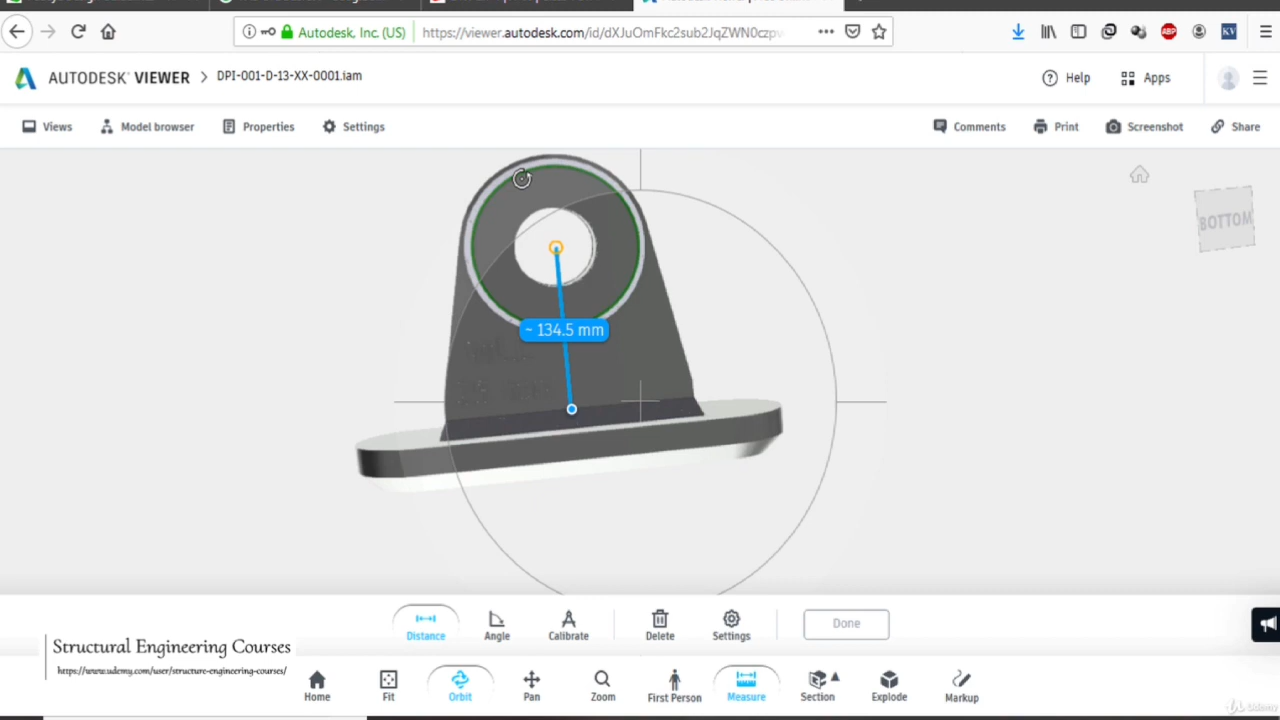 Autodesk, Inc. (US)
https://viewer.autodesk.com/id/dXJuOmFkc2sub2JqZWN0czpv
ABP
KV
AUTODESK VIEWER
DPI-001-D-13-XX-0001.iam
Help
Apps
Views
Model browser
Properties
Settings
Comments
Print
Screenshot
Share
BOTTOM
~ 134.5 mm
Distance
Angle
Calibrate
Delete
Settings
Done
Structural Engineering Courses
https://www.udemy.com/user/structure-engineering-courses/
Home
Fit
Orbit
Pan
Zoom
First Person
Measure
Section
Explode
Markup
Udemy